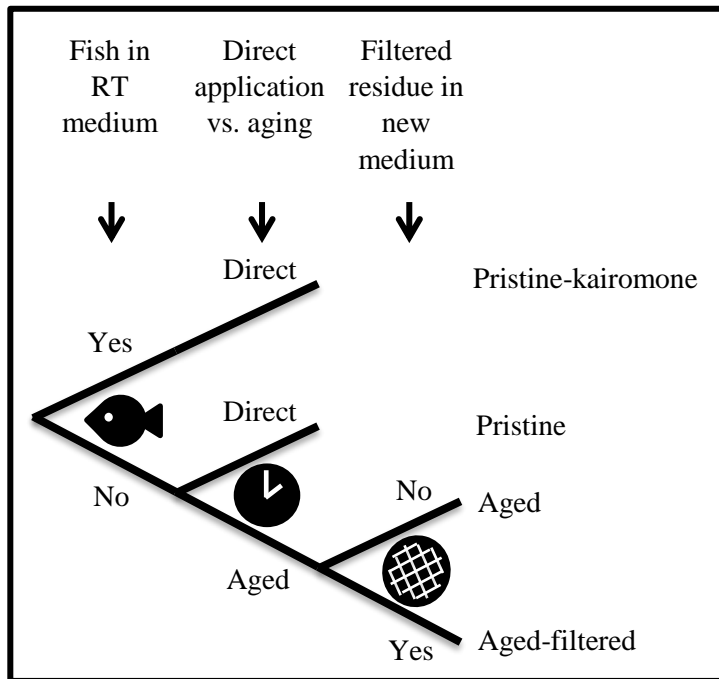 Fish in
RT
medium
Direct
application
vs. aging
Filtered
residue in
new
medium
Direct
Pristine-kairomone
Yes
Direct
Pristine
No
No
Aged
Aged
Yes
Aged-filtered